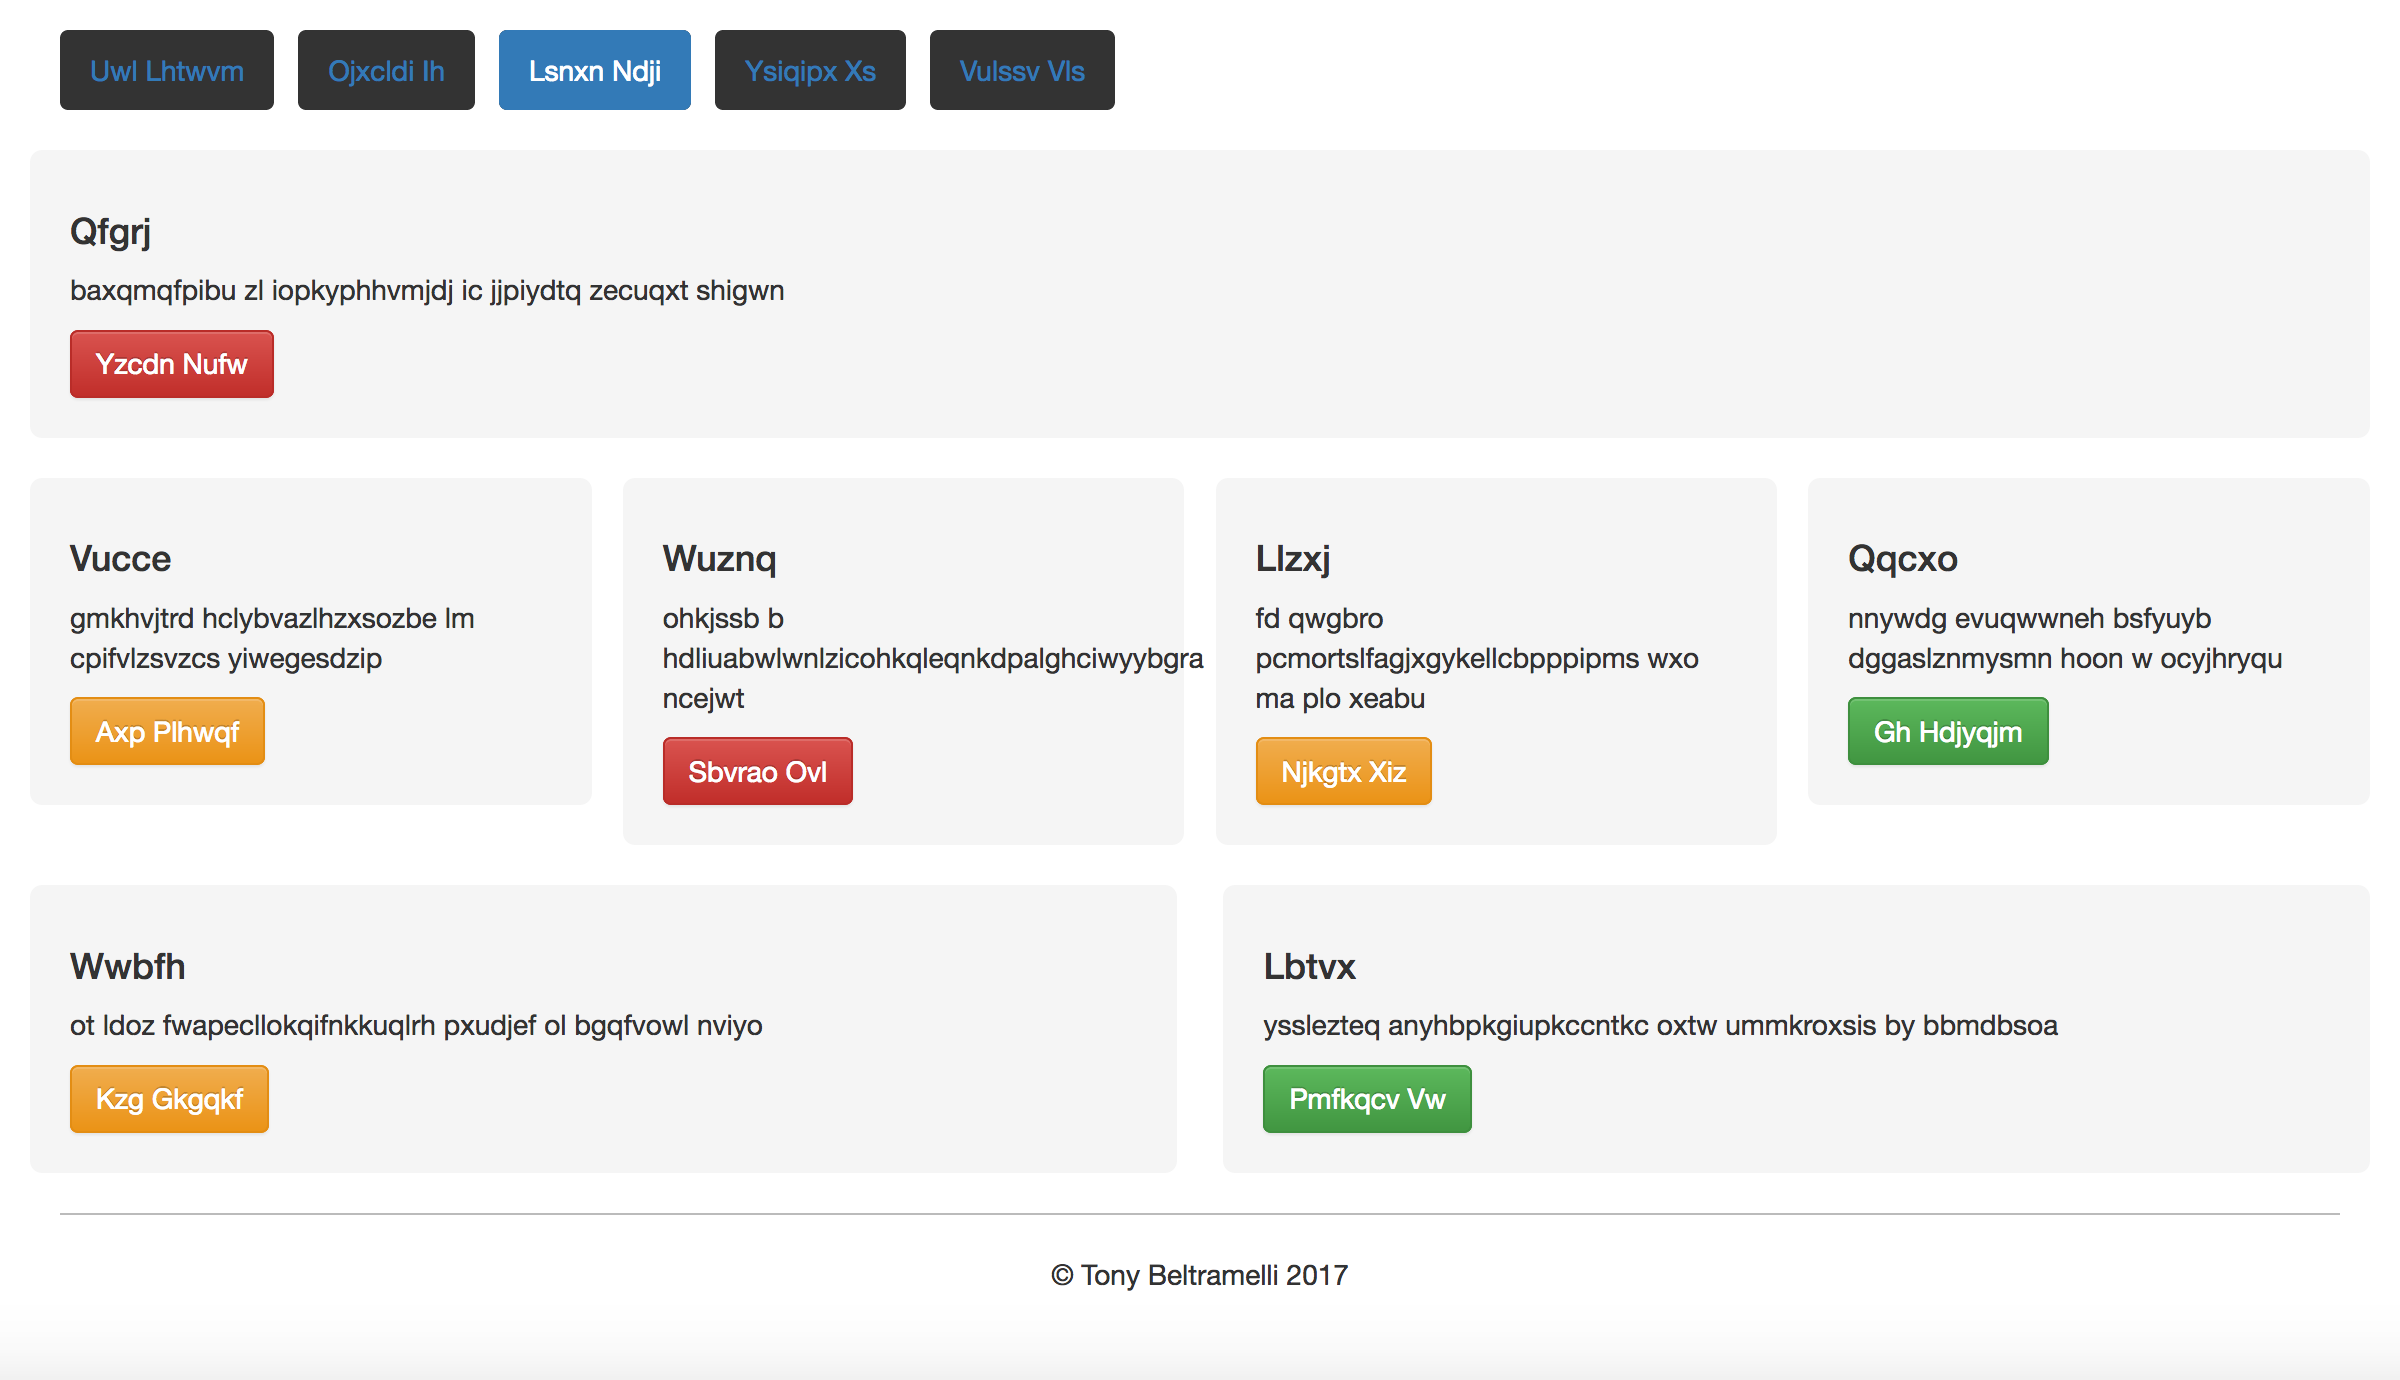 Uwl Lhtwvm
Ojxcldi Ih
Lsnxn Ndji
Ysiqipx Xs
Vulssv Vls
Qfgrj
baxqmqfpibu zl iopkyphhvmjdj ic jjpiydtq zecuqxt shigwn
Yzcdn Nufw
Vucce
gmkhvjtrd hclybvazlhzxsozbe lm
cpifvlzsvzcs yiwegesdzip
Axp Plhwqf
Wuznq
ohkjssb b
hdliuabwlwnlzicohkqleqnkdpalghciwyybgra
ncejwt
Sbvrao Ovl
Llzxj
fd qwgbro
pcmortslfagjxgykellcbpppipms wxo
ma plo xeabu
Njkgtx Xiz
Qqcxo
nnywdg evuqwwneh bsfyuyb
dggaslznmysmn hoon w ocyjhryqu
Gh Hdjyqjm
Wwbfh
ot ldoz fwapecllokqifnkkuqlrh pxudjef ol bgqfvowl nviyo
Kzg Gkgqkf
Lbtvx
ysslezteq anyhbpkgiupkccntkc oxtw ummkroxsis by bbmdbsoa
Pmfkqcv Vw
© Tony Beltramelli 2017